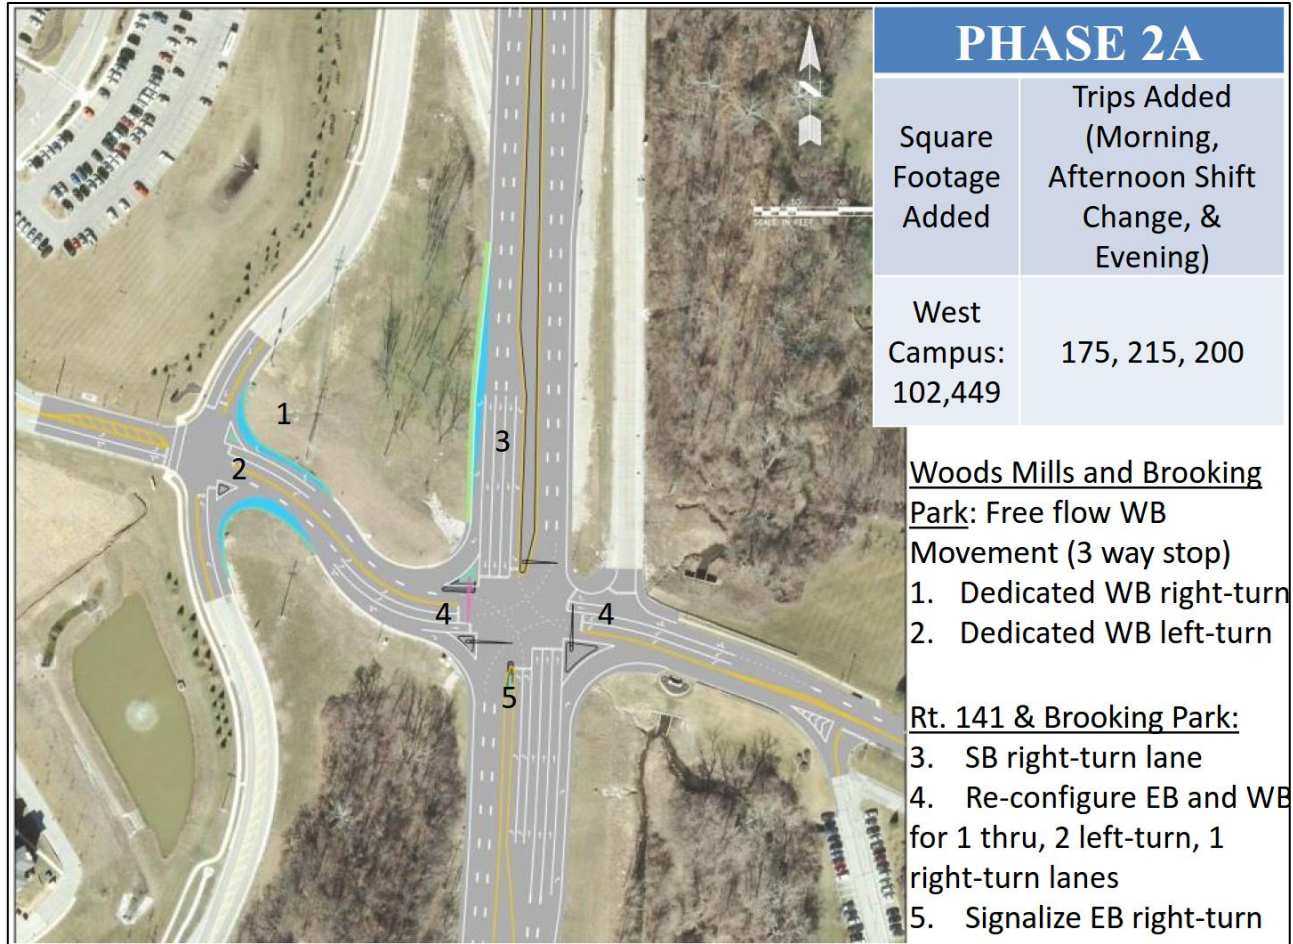 PHASE 2A
Square
Footage
Added
Trips Added
(Morning,
Afternoon Shift
Change, &
Evening)
West
Campus:
102,449
175, 215, 200
SCALE IN FEET
1
2
3
4
4
5
Woods Mills and Brooking
Park: Free flow WB
Movement (3 way stop)
1. Dedicated WB right-turn
2. Dedicated WB left-turn
Rt. 141 & Brooking Park:
3. SB right-turn lane
4. Re-configure EB and WB
for 1 thru, 2 left-turn, 1
right-turn lanes
5. Signalize EB right-turn